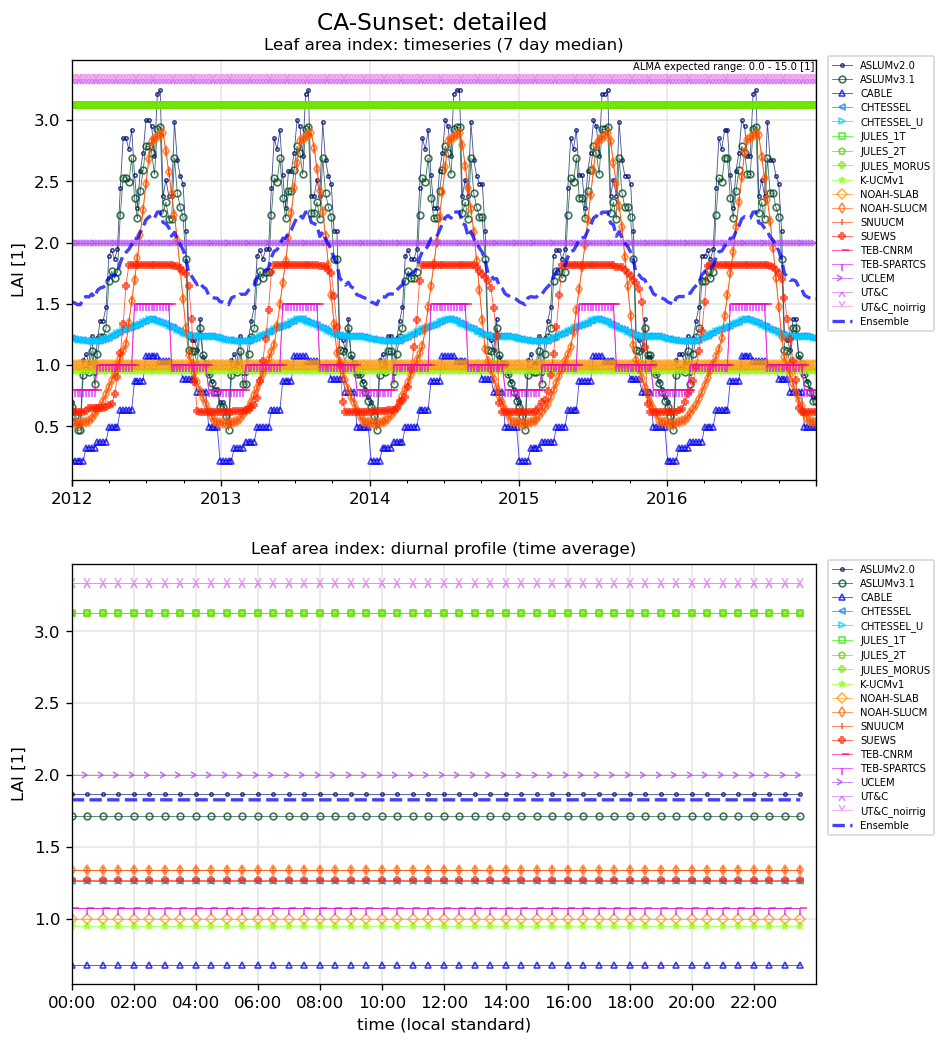 CA-Sunset: detailed
Leaf area index: timeseries (7 day median)
ALMA expected range: 0.0 - 15.0 [1]
LAI [1]
3.0
2.5
2.0
1.5
1.0
0.5
2012
2013
2014
2015
2016
ASLUMv2.0
ASLUMv3.1
CABLE
CHTESSEL
CHTESSEL_U
JULES_1T
JULES_2T
JULES_MORUS
K-UCMv1
NOAH-SLAB
NOAH-SLUCM
SNUUCM
SUEWS
TEB-CNRM
TEB-SPARTCS
UCLEM
UT&C
UT&C_noirrig
Ensemble
Leaf area index: diurnal profile (time average)
LAI [1]
3.0
2.5
2.0
1.5
1.0
00:00
02:00
04:00
06:00
08:00
10:00
12:00
14:00
16:00
18:00
20:00
22:00
time (local standard)
ASLUMv2.0
ASLUMv3.1
CABLE
CHTESSEL
CHTESSEL_U
JULES_1T
JULES_2T
JULES_MORUS
K-UCMv1
NOAH-SLAB
NOAH-SLUCM
SNUUCM
SUEWS
TEB-CNRM
TEB-SPARTCS
UCLEM
UT&C
UT&C_noirrig
Ensemble